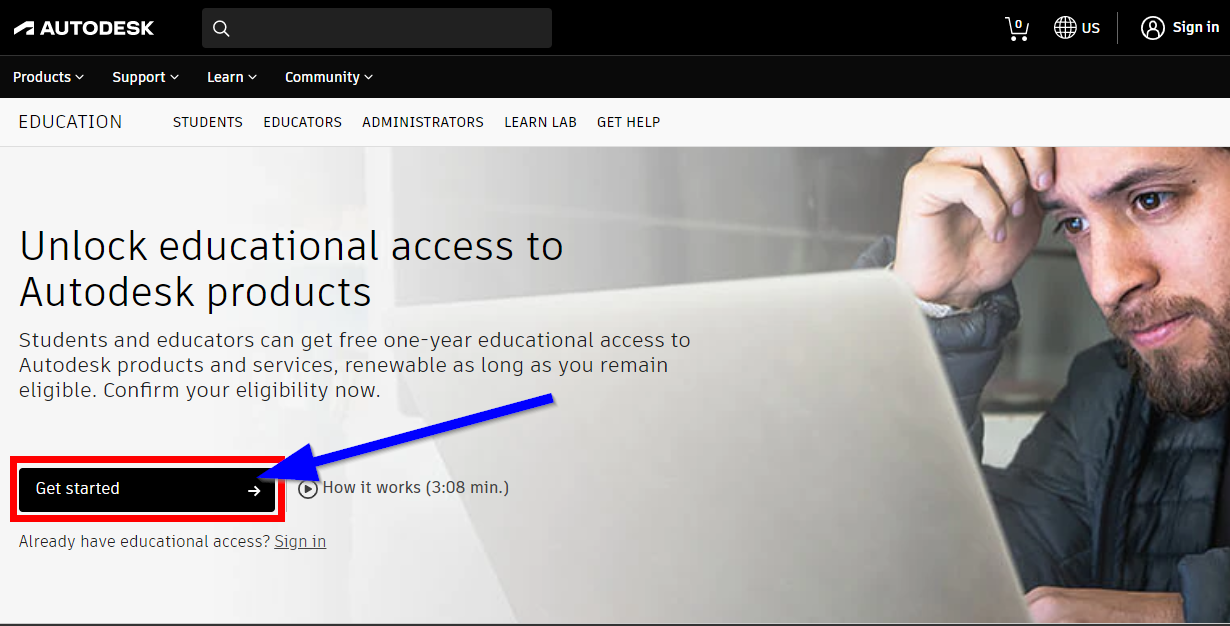 AUTODESK
0
US
Sign in
Products
Support
Learn
Community
EDUCATION
STUDENTS
EDUCATORS
ADMINISTRATORS
LEARN LAB
GET HELP
Unlock educational access to
Autodesk products
Students and educators can get free one-year educational access to
Autodesk products and services, renewable as long as you remain
eligible. Confirm your eligibility now.
Get started
How it works (3:08 min.)
Already have educational access? Sign in